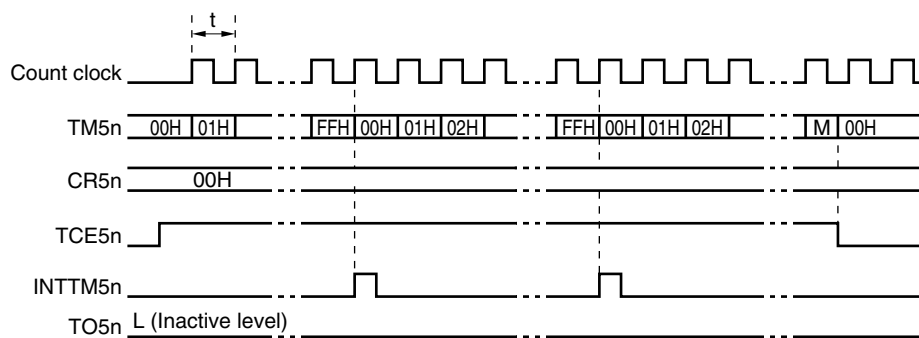 t
Count clock
TM5n 00H 01H FFH 00H 01H 02H FFH 00H 01H 02H M 00H
CR5n 00H
TCE5n
INTTM5n
TO5n L (Inactive level)